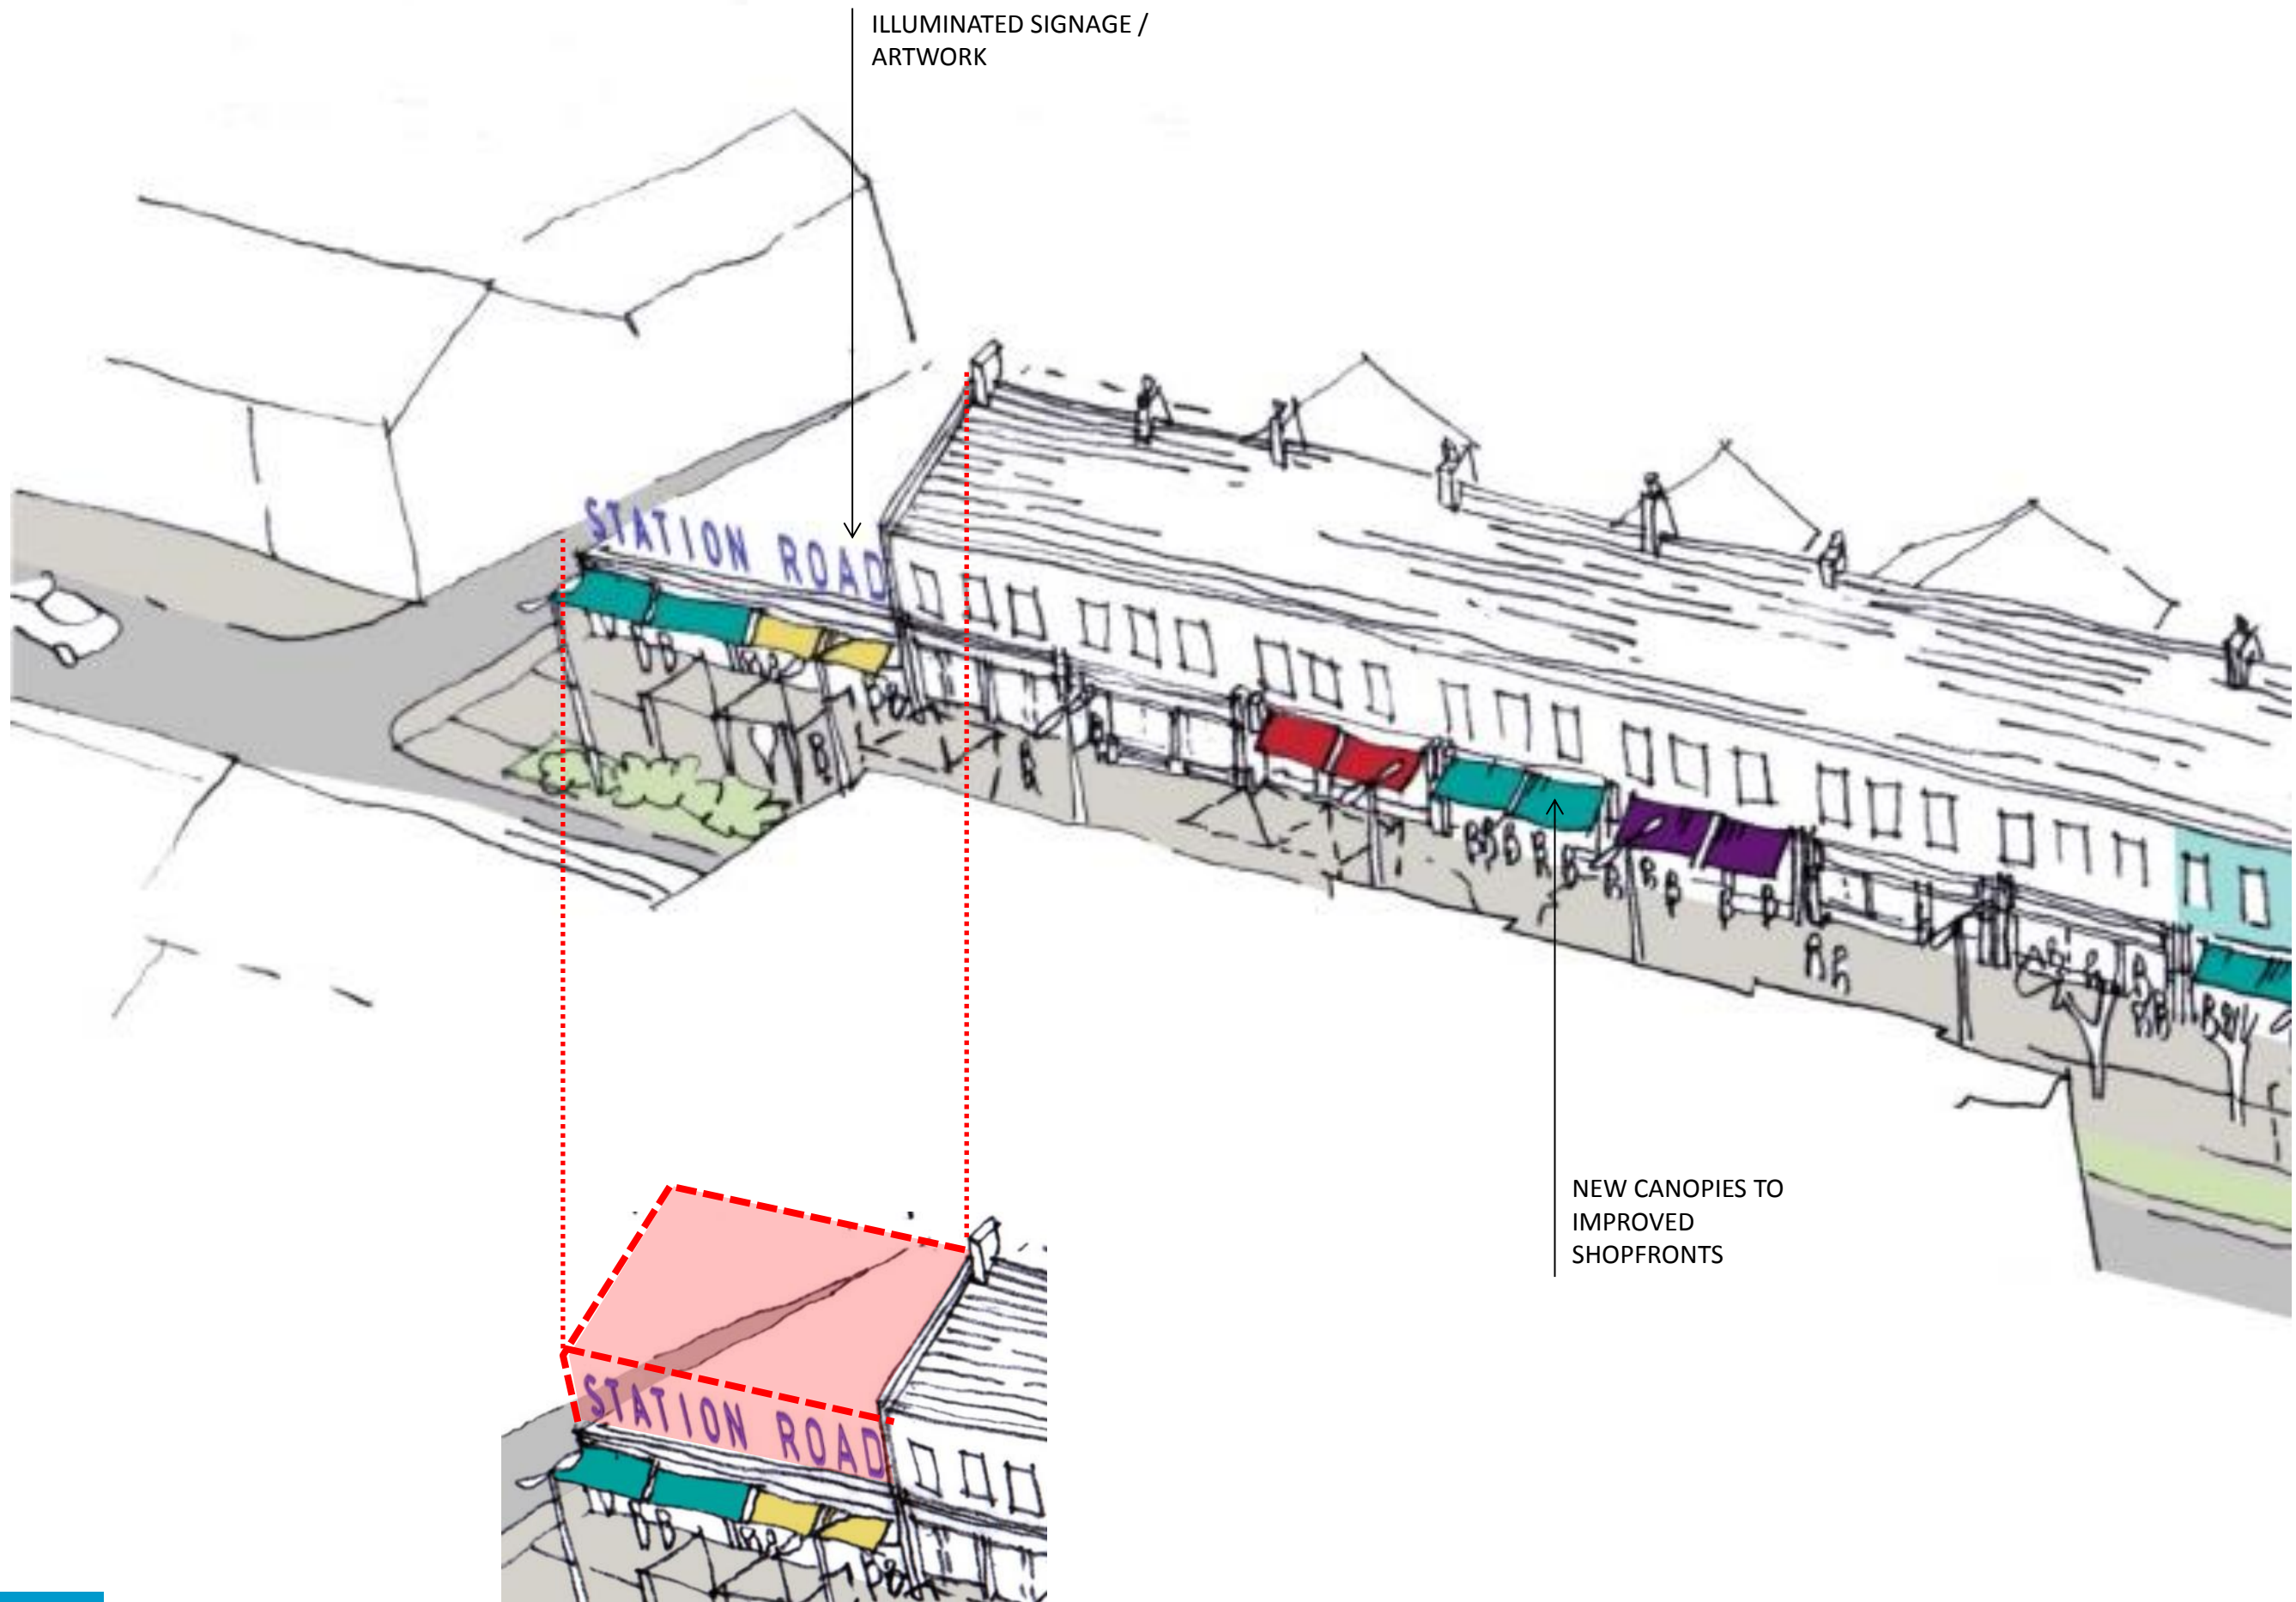 ILLUMINATED SIGNAGE /
ARTWORK
STATION ROAD
NEW CANOPIES TO
IMPROVED
SHOPFRONTS
STATION ROAD